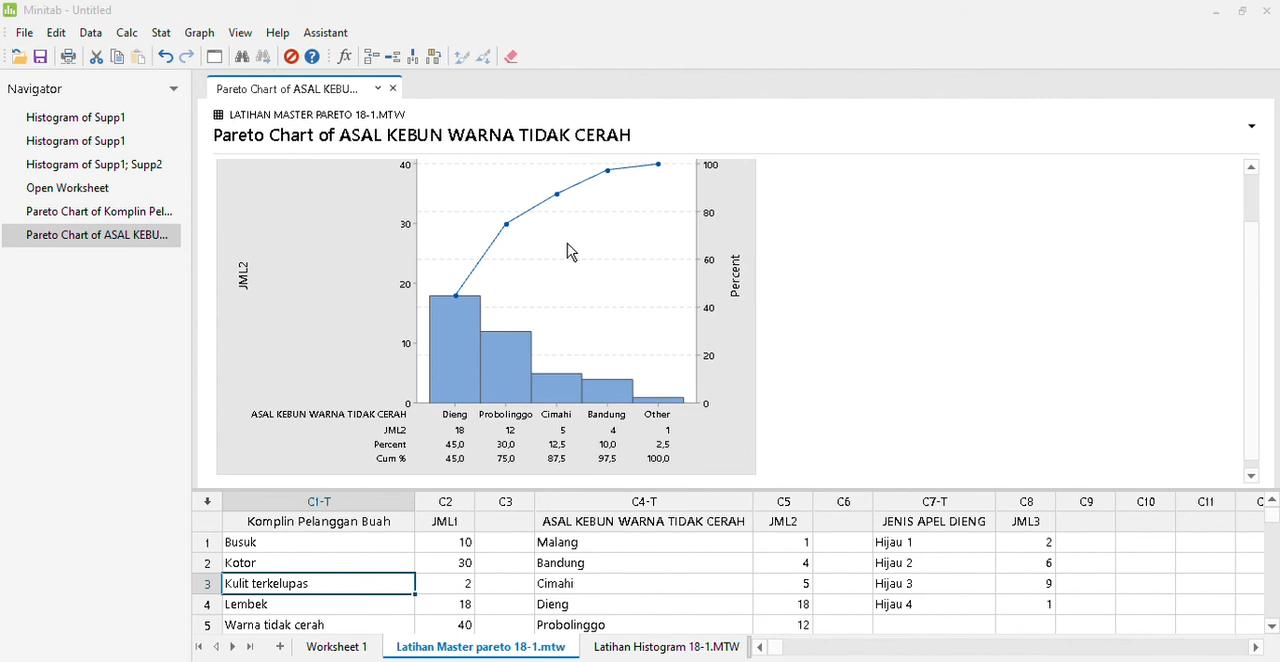 Minitab - Untitled
File Edit Data Calc Stat Graph View Help Assistant
Navigator
Histogram of Supp1
Histogram of Supp1
Histogram of Supp1; Supp2
Open Worksheet
Pareto Chart of Komplin Pel...
Pareto Chart of ASAL KEBU...
Pareto Chart of ASAL KEBU...
LATIHAN MASTER PARETO 18-1.MTW
Pareto Chart of ASAL KEBUN WARNA TIDAK CERAH
40 100
80
30
60
20
40
10
20
0 0
JML2
Percent
ASAL KEBUN WARNA TIDAK CERAH Dieng Probolinggo Cimahi Bandung Other
JML2 18 12 5 4 1
Percent 45,0 30,0 12,5 10,0 2,5
Cum % 45,0 75,0 87,5 97,5 100,0
C1-T C2 C3 C4-T C5 C6 C7-T C8 C9 C10 C11 C
Komplin Pelanggan Buah JML1 ASAL KEBUN WARNA TIDAK CERAH JML2 JENIS APEL DIENG JML3
1 Busuk 10 Malang 1 Hijau 1 2
2 Kotor 30 Bandung 4 Hijau 2 6
3 Kulit terkelupas 2 Cimahi 5 Hijau 3 9
4 Lembek 18 Dieng 18 Hijau 4 1
5 Warna tidak cerah 40 Probolinggo 12
Worksheet 1 Latihan Master pareto 18-1.mtw Latihan Histogram 18-1.MTW